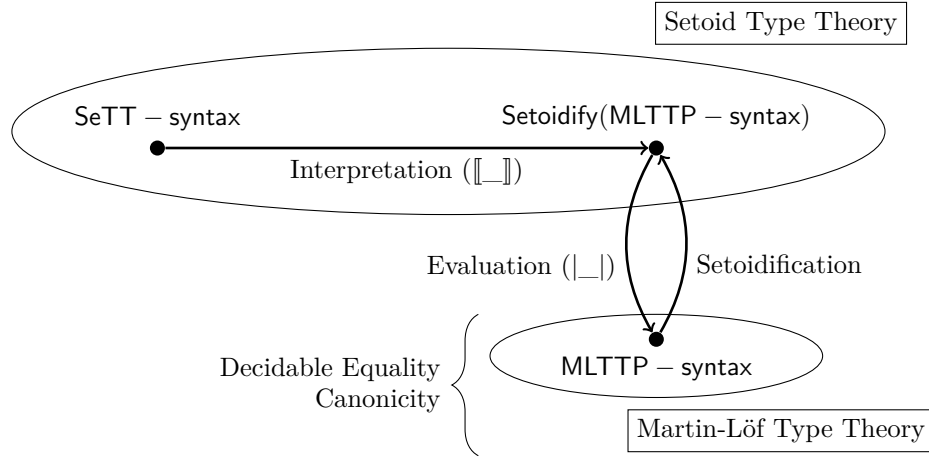 Setoid Type Theory
SeTT – syntax
Setoidify(MLTTP – syntax)
Interpretation (⟦_⟧)
Evaluation (|_|)
Setoidification
Decidable Equality
Canonicity
MLTTP – syntax
Martin-Löf Type Theory